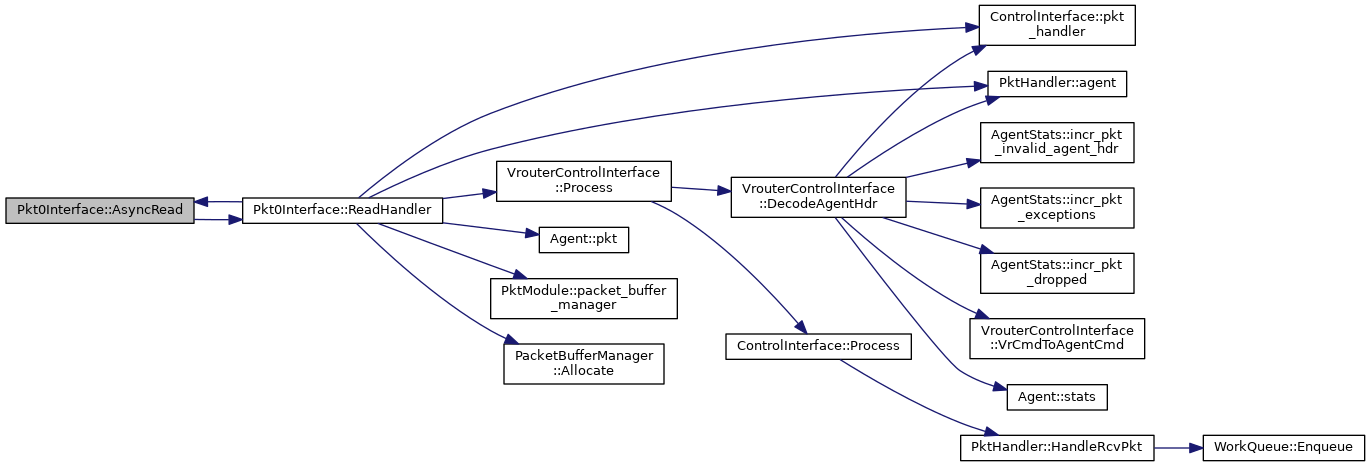 Pkt0Interface::AsyncRead
Pkt0Interface::ReadHandler
VrouterControlInterface
::Process
Agent::pkt
PktModule::packet_buffer
_manager
PacketBufferManager
::Allocate
VrouterControlInterface
::DecodeAgentHdr
ControlInterface::Process
ControlInterface::pkt
_handler
PktHandler::agent
AgentStats::incr_pkt
_invalid_agent_hdr
AgentStats::incr_pkt
_exceptions
AgentStats::incr_pkt
_dropped
VrouterControlInterface
::VrCmdToAgentCmd
Agent::stats
PktHandler::HandleRcvPkt
WorkQueue::Enqueue